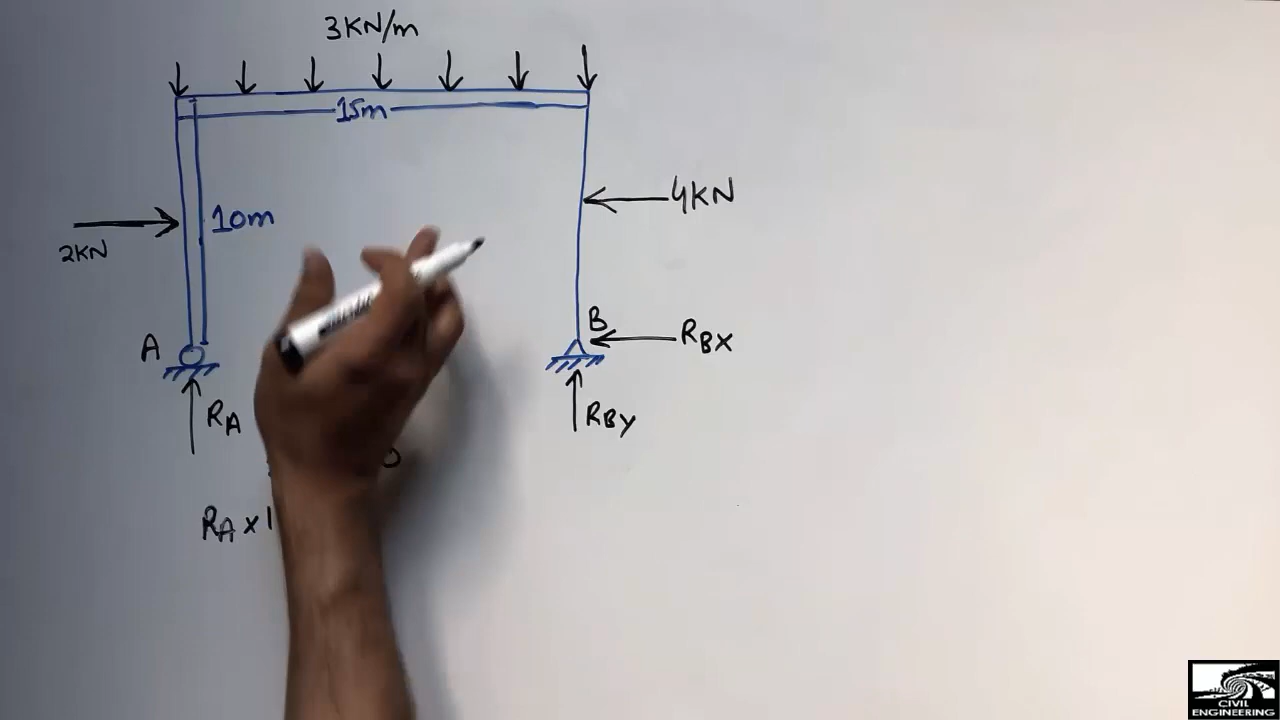 3KN/m
15m
2KN
10m
4KN
A
B
RBX
RA
RBY
RA x 1
CIVIL
ENGINEERING